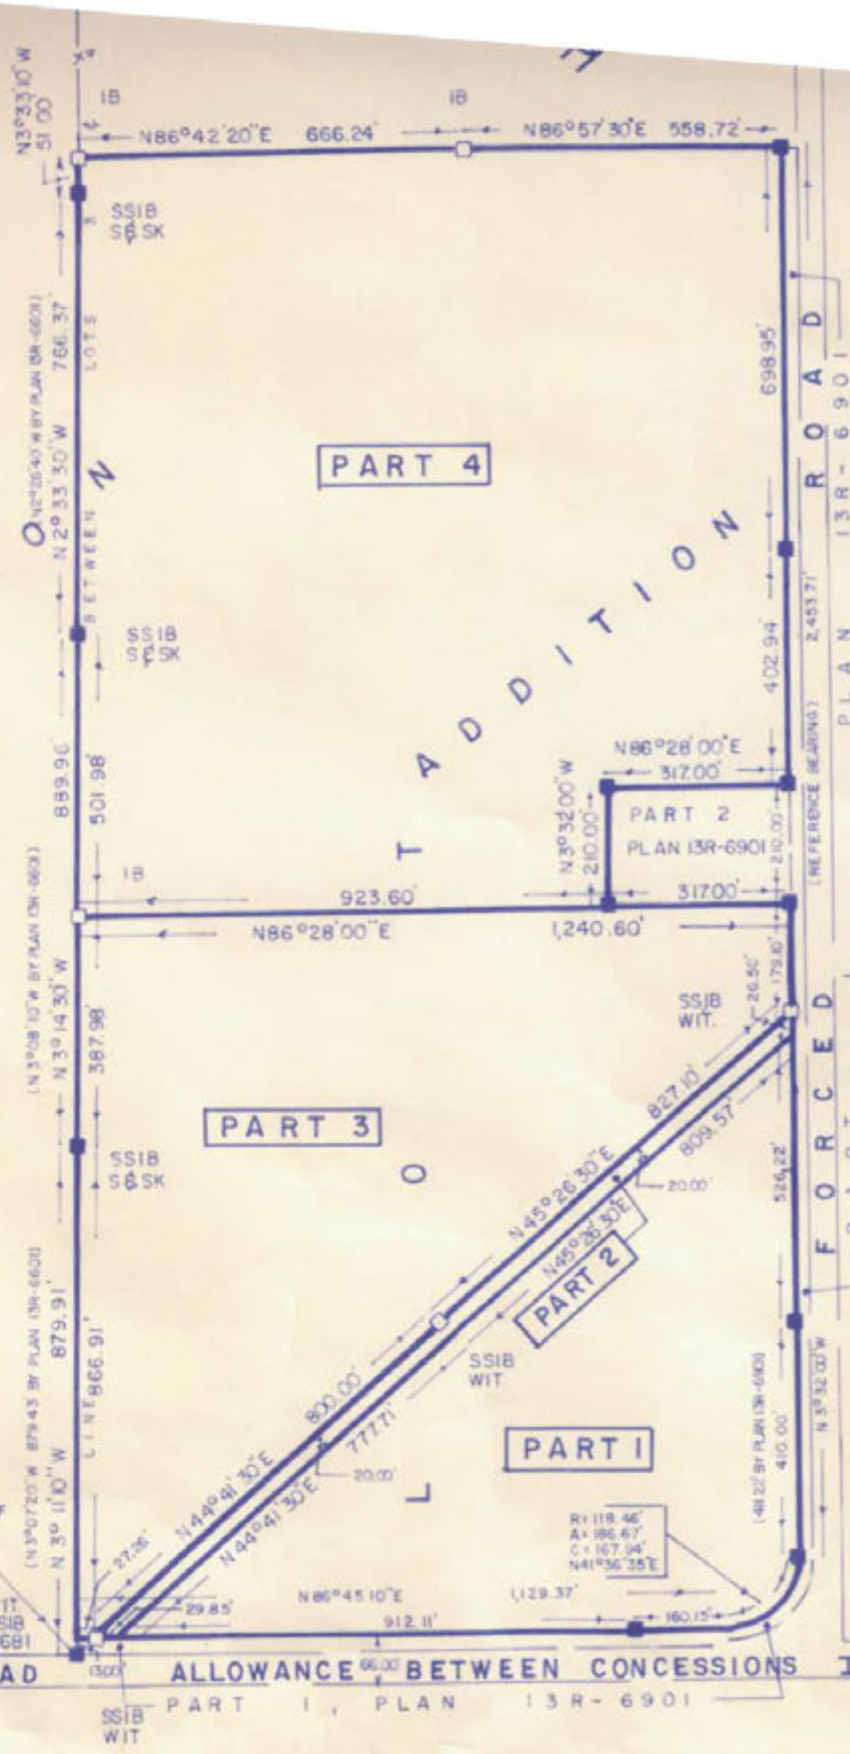 IB
IB
N3°33'10"W
51.00
N86°42'20"E 666.24'
N86°57'30"E 558.72'
SSIB
S&SK
766.37'
N2°33'30"W
(N2°26'40"W BY PLAN 13R-6601)
LOTS 3
BETWEEN
O
N
PART 4
698.95'
ROAD
PLAN 13R-6901
T ADDITION
SSIB
S&SK
402.94'
2,453.71'
(REFERENCE BEARING)
N86°28'00"E
317.00'
N3°32'00"W
210.00'
PART 2
PLAN 13R-6901
210.00'
889.96'
501.98'
IB
923.60'
317.00'
N86°28'00"E
1,240.60'
(N3°08'10"W BY PLAN 13R-6601)
N3°14'30"W
387.98'
SSIB
WIT.
26.50'
179.10'
FORCED
PART 3
O
827.10'
809.57'
SSIB
S&SK
N45°26'30"E
20.00'
N45°26'30"E
526.22'
PART 2
(N3°07'20"W 879.43 BY PLAN 13R-6601)
879.91'
N3°11'10"W
LINE
866.91'
SSIB
WIT
800.00'
777.71'
PART 1
N3°32'00"W
410.00'
N44°41'30"E
20.00'
N44°41'30"E
L
R=118.46'
A=186.67'
C=167.94'
N41°36'35"E
27.26'
29.85'
N86°45'10"E 1,129.37'
912.11'
160.15'
681
13.00'
66.00'
AD ALLOWANCE BETWEEN CONCESSIONS
PART 1, PLAN 13R-6901
SSIB
WIT